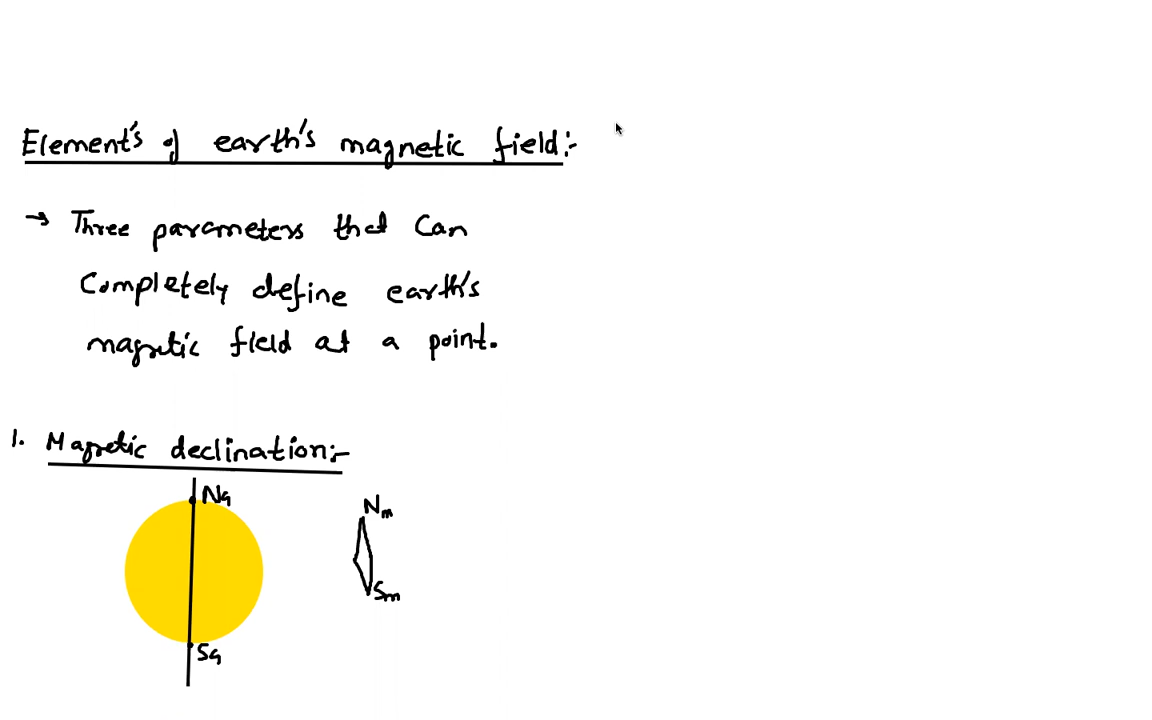 Element's of earth's magnetic field:-
→ Three parameters that can
completely define earth's
magnetic field at a point.
1. Magnetic declination:-
NG
Nm
Sm
SG